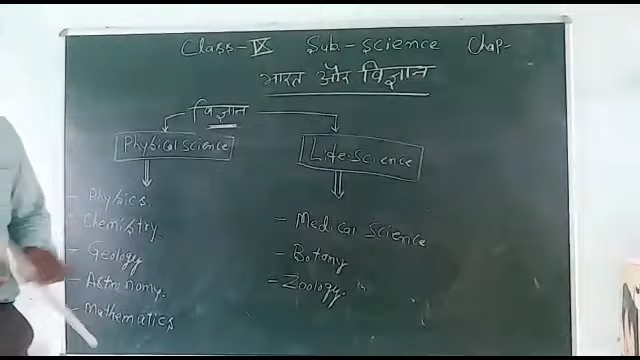 Class-IX Sub.-Science Chap-
भारत और विज्ञान
विज्ञान
Physical Science Life.Science
- Physics.
- Chemistry.
- Geology
- Astronomy.
- Mathematics
- Medical Science
- Botany
- Zoology.